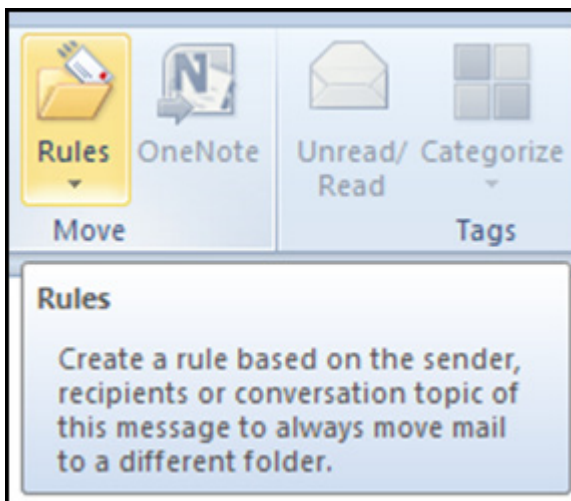 Rules OneNote Unread/ Categorize
Read
Move Tags
Rules
Create a rule based on the sender,
recipients or conversation topic of
this message to always move mail
to a different folder.